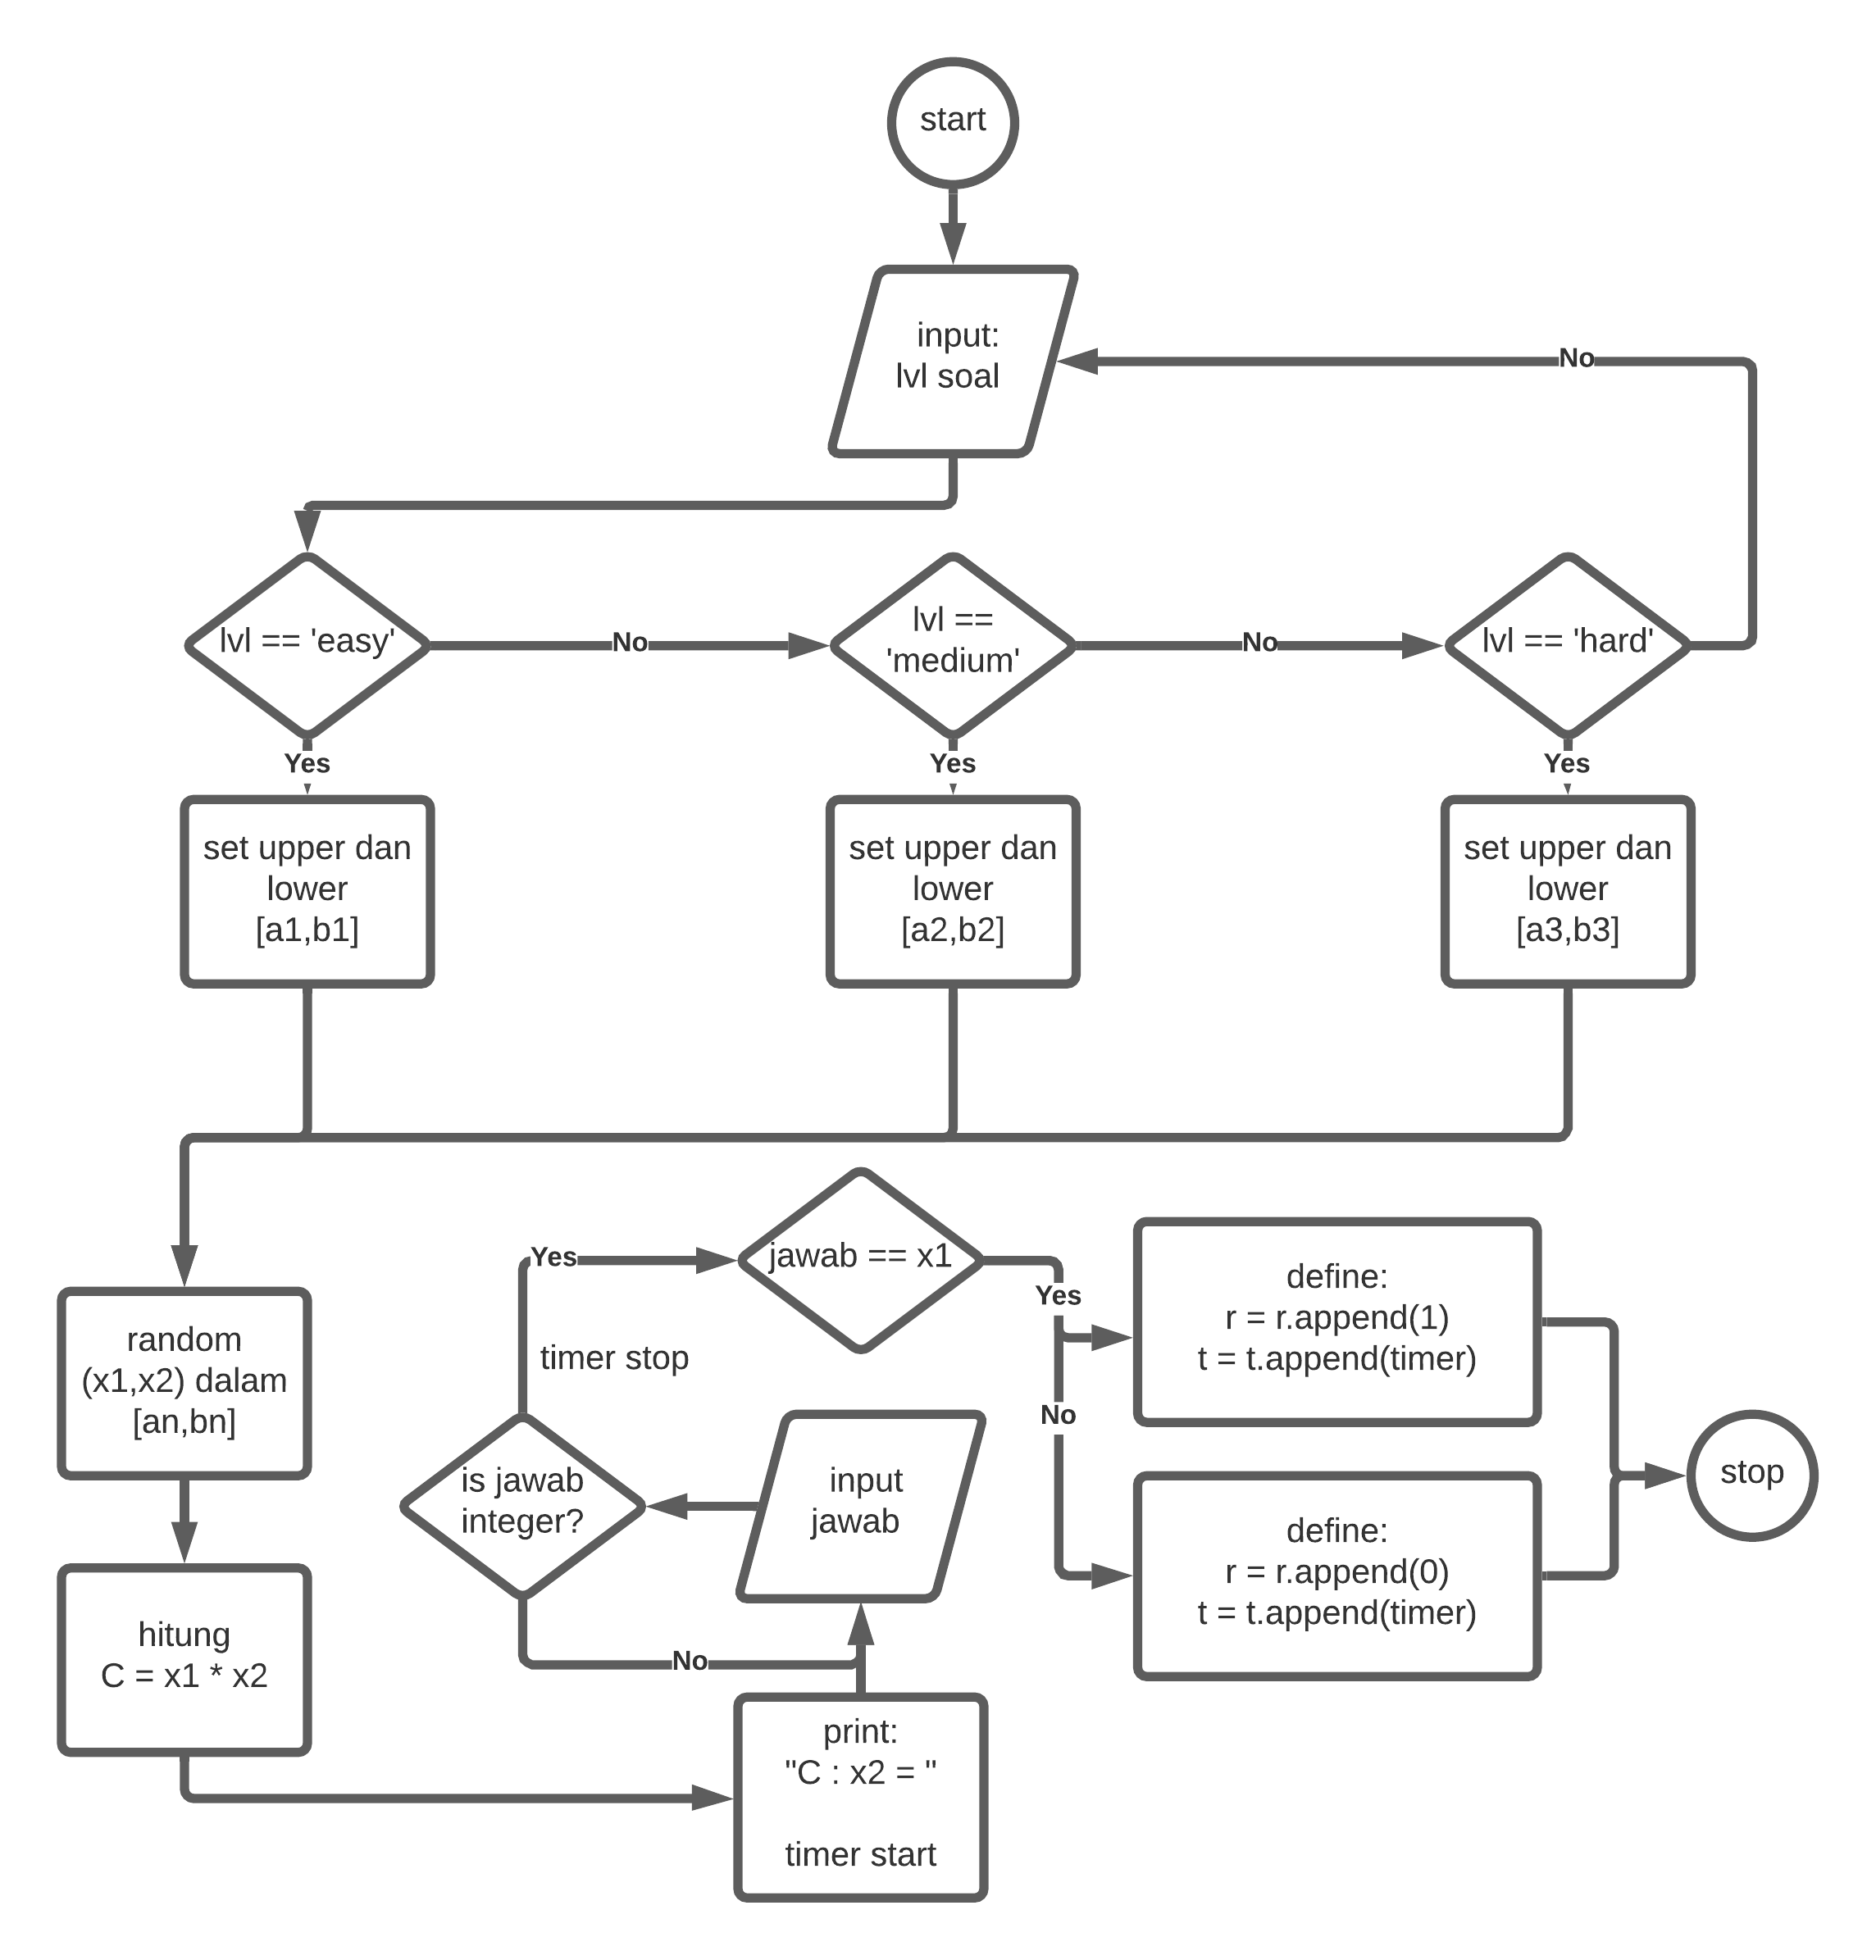 start
input:
lvl soal
No
lvl == 'easy'
No
lvl ==
'medium'
No
lvl == 'hard'
Yes
Yes
Yes
set upper dan
lower
[a1,b1]
set upper dan
lower
[a2,b2]
set upper dan
lower
[a3,b3]
random
(x1,x2) dalam
[an,bn]
hitung
C = x1 * x2
print:
"C : x2 = "
timer start
input
jawab
is jawab
integer?
No
Yes
timer stop
jawab == x1
Yes
No
define:
r = r.append(1)
t = t.append(timer)
define:
r = r.append(0)
t = t.append(timer)
stop